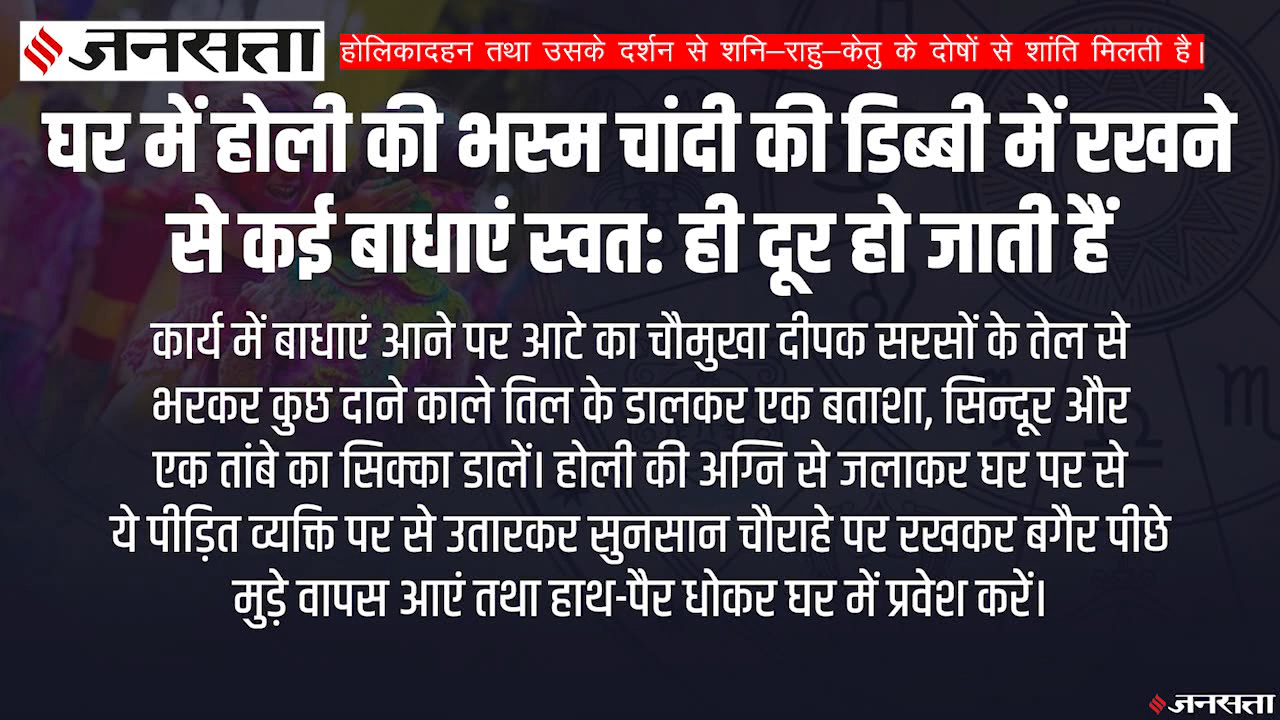 जनसत्ता
होलिकादहन तथा उसके दर्शन से शनि–राहु–केतु के दोषों से शांति मिलती है।
घर में होली की भस्म चांदी की डिब्बी में रखने
से कई बाधाएं स्वत: ही दूर हो जाती हैं
कार्य में बाधाएं आने पर आटे का चौमुखा दीपक सरसों के तेल से
भरकर कुछ दाने काले तिल के डालकर एक बताशा, सिन्दूर और
एक तांबे का सिक्का डालें। होली की अग्नि से जलाकर घर पर से
ये पीड़ित व्यक्ति पर से उतारकर सुनसान चौराहे पर रखकर बगैर पीछे
मुड़े वापस आएं तथा हाथ-पैर धोकर घर में प्रवेश करें।
जनसत्ता